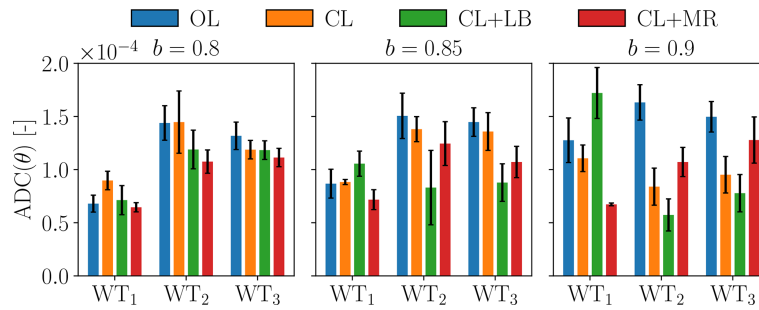 OL CL CL+LB CL+MR
×10⁻⁴
b = 0.8 b = 0.85 b = 0.9
ADC(θ) [-]
2.0
1.5
1.0
0.5
0.0
WT₁ WT₂ WT₃ WT₁ WT₂ WT₃ WT₁ WT₂ WT₃